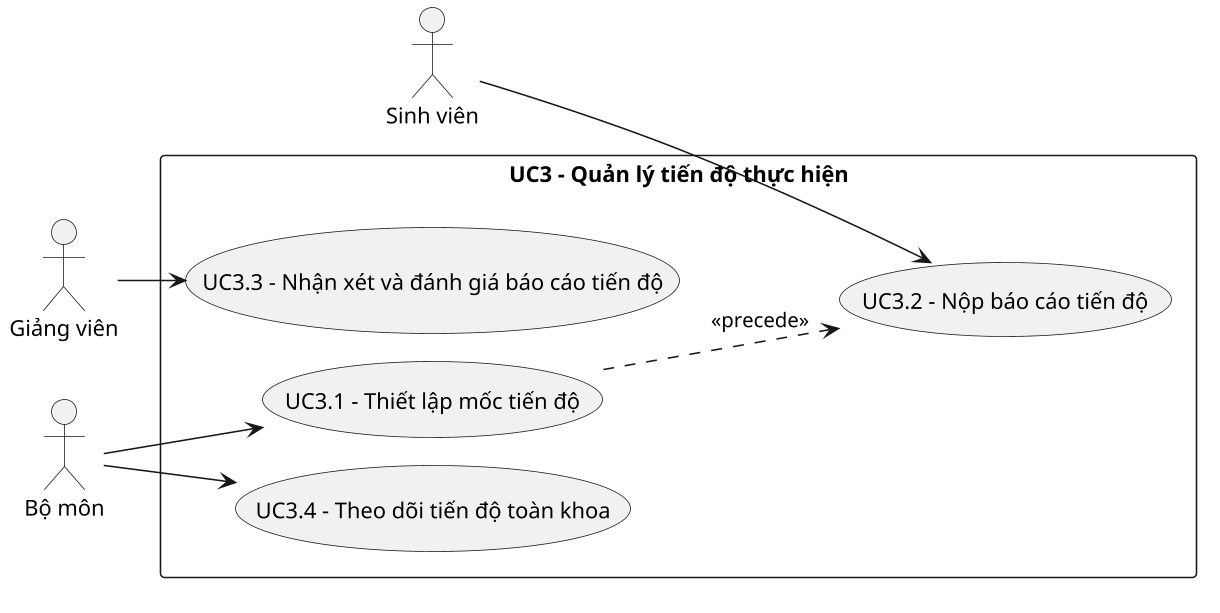 Sinh viên
UC3 - Quản lý tiến độ thực hiện
Giảng viên
UC3.3 - Nhận xét và đánh giá báo cáo tiến độ
UC3.2 - Nộp báo cáo tiến độ
«precede»
UC3.1 - Thiết lập mốc tiến độ
Bộ môn
UC3.4 - Theo dõi tiến độ toàn khoa